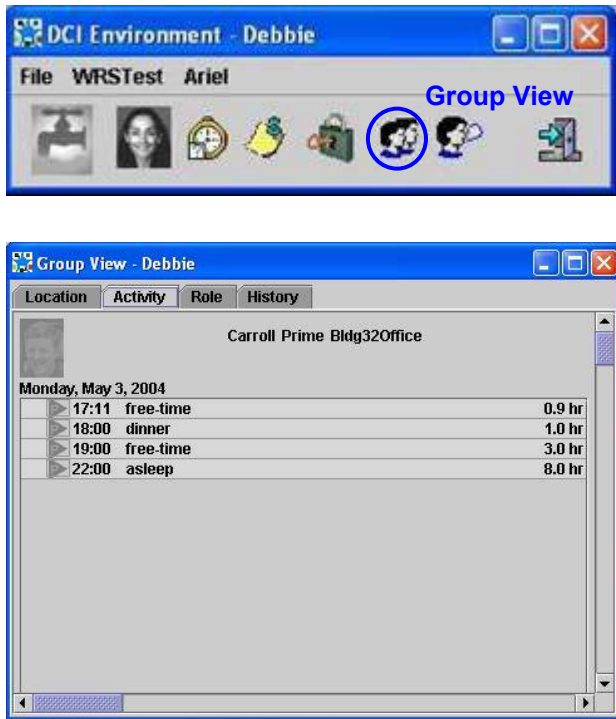 DCI Environment - Debbie
File WRSTest Ariel
Group View
Group View - Debbie
Location Activity Role History
Carroll Prime Bldg32Office
Monday, May 3, 2004
17:11 free-time 0.9 hr
18:00 dinner 1.0 hr
19:00 free-time 3.0 hr
22:00 asleep 8.0 hr